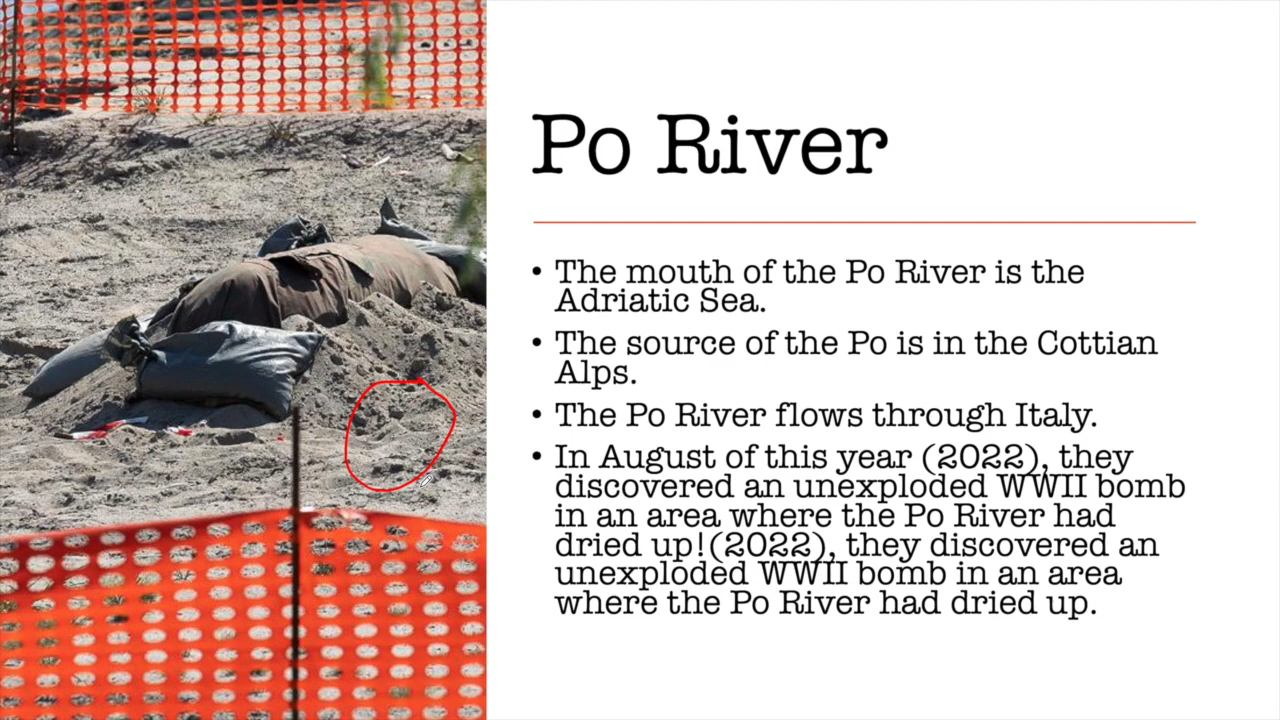 Po River
• The mouth of the Po River is the
Adriatic Sea.
• The source of the Po is in the Cottian
Alps.
• The Po River flows through Italy.
• In August of this year (2022), they
discovered an unexploded WWII bomb
in an area where the Po River had
dried up!(2022), they discovered an
unexploded WWII bomb in an area
where the Po River had dried up.